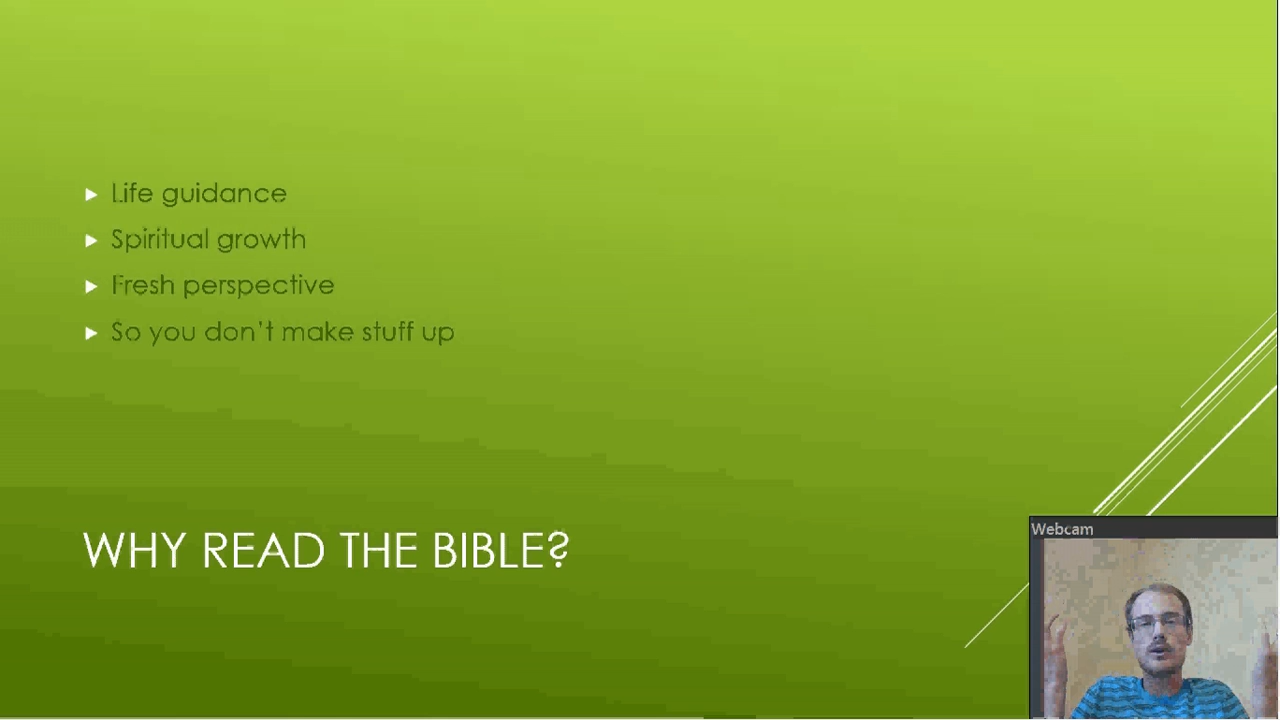 Life guidance
Spiritual growth
Fresh perspective
So you don't make stuff up
WHY READ THE BIBLE?
Webcam